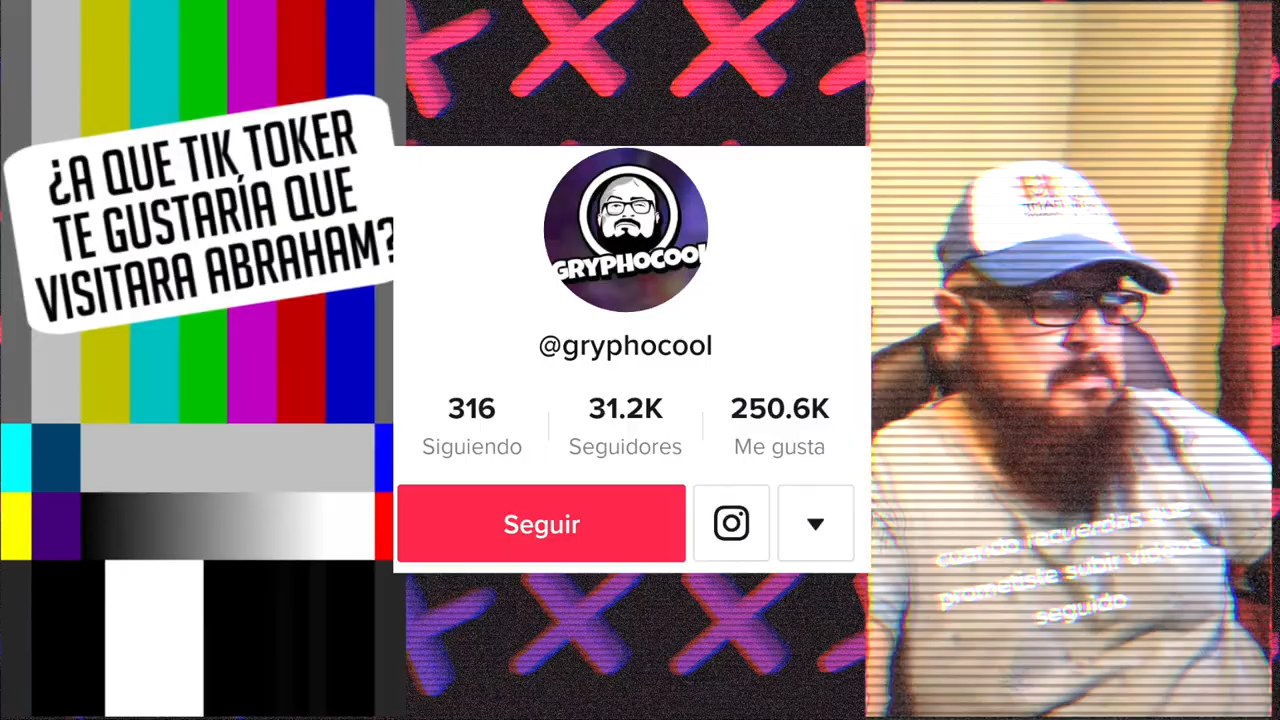 ¿A QUE TIK TOKER
TE GUSTARÍA QUE
VISITARA ABRAHAM?
GRYPHOCOOL
@gryphocool
316
Siguiendo
31.2K
Seguidores
250.6K
Me gusta
Seguir
cuando recuerdas que
prometiste subir videos
seguido